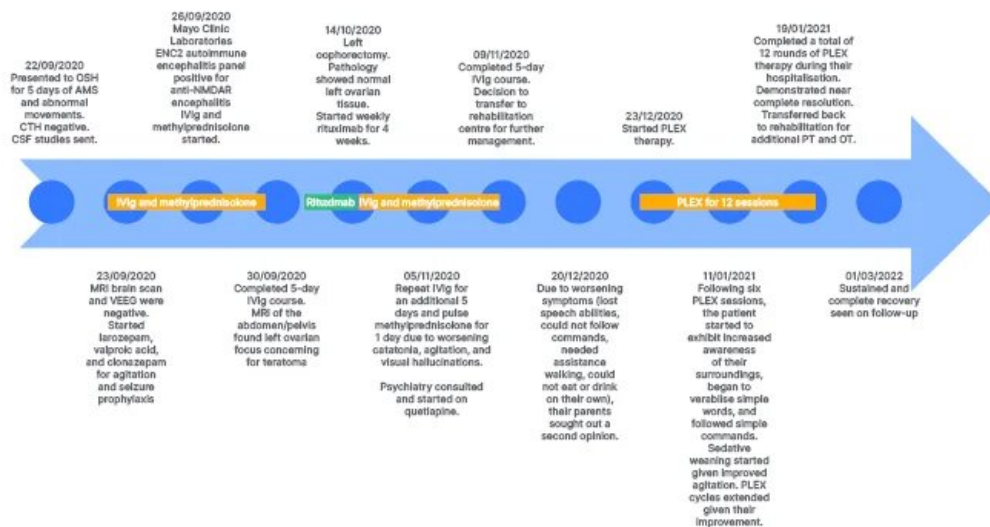 22/09/2020
Presented to OSH
for 5 days of AMS
and abnormal
movements.
CTH negative.
CSF studies sent.
26/09/2020
Mayo Clinic
Laboratories
ENC2 autoimmune
encephalitis panel
positive for
anti-NMDAR
encephalitis
IVig and
methylprednisolone
started.
14/10/2020
Left
oophorectomy.
Pathology
showed normal
left ovarian
tissue.
Started weekly
rituximab for 4
weeks.
09/11/2020
Completed 5-day
IVig course.
Decision to
transfer to
rehabilitation
centre for further
management.
23/12/2020
Started PLEX
therapy.
19/01/2021
Completed a total of
12 rounds of PLEX
therapy during their
hospitalisation.
Demonstrated near
complete resolution.
Transferred back
to rehabilitation for
additional PT and OT.
IVig and methylprednisolone
Rituximab
IVig and methylprednisolone
PLEX for 12 sessions
23/09/2020
MRI brain scan
and VEEG were
negative.
Started
larozepam,
valproic acid,
and clonazepam
for agitation
and seizure
prophylaxis
30/09/2020
Completed 5-day
IVig course.
MRI of the
abdomen/pelvis
found left ovarian
focus concerning
for teratoma
05/11/2020
Repeat IVig for
an additional 5
days and pulse
methylprednisolone for
1 day due to worsening
catatonia, agitation, and
visual hallucinations.
Psychiatry consulted
and started on
quetiapine.
20/12/2020
Due to worsening
symptoms (lost
speech abilities,
could not follow
commands,
needed
assistance
walking, could
not eat or drink
on their own),
their parents
sought out a
second opinion.
11/01/2021
Following six
PLEX sessions,
the patient
started to
exhibit increased
awareness
of their
surroundings,
began to
verablise simple
words, and
followed simple
commands.
Sedative
weaning started
given improved
agitation. PLEX
cycles extended
given their
improvement.
01/03/2022
Sustained and
complete recovery
seen on follow-up